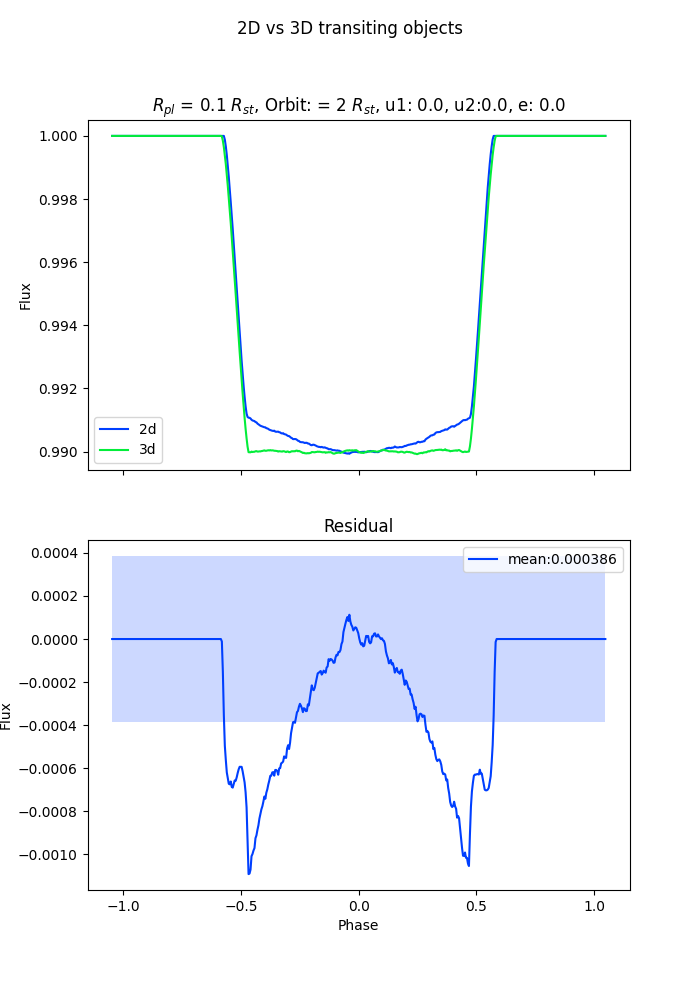 2D vs 3D transiting objects
R_pl = 0.1 R_st, Orbit: = 2 R_st, u1: 0.0, u2:0.0, e: 0.0
1.000
0.998
0.996
0.994
0.992
0.990
Flux
2d
3d
Residual
mean:0.000386
0.0004
0.0002
0.0000
−0.0002
−0.0004
−0.0006
−0.0008
−0.0010
Flux
−1.0 −0.5 0.0 0.5 1.0
Phase